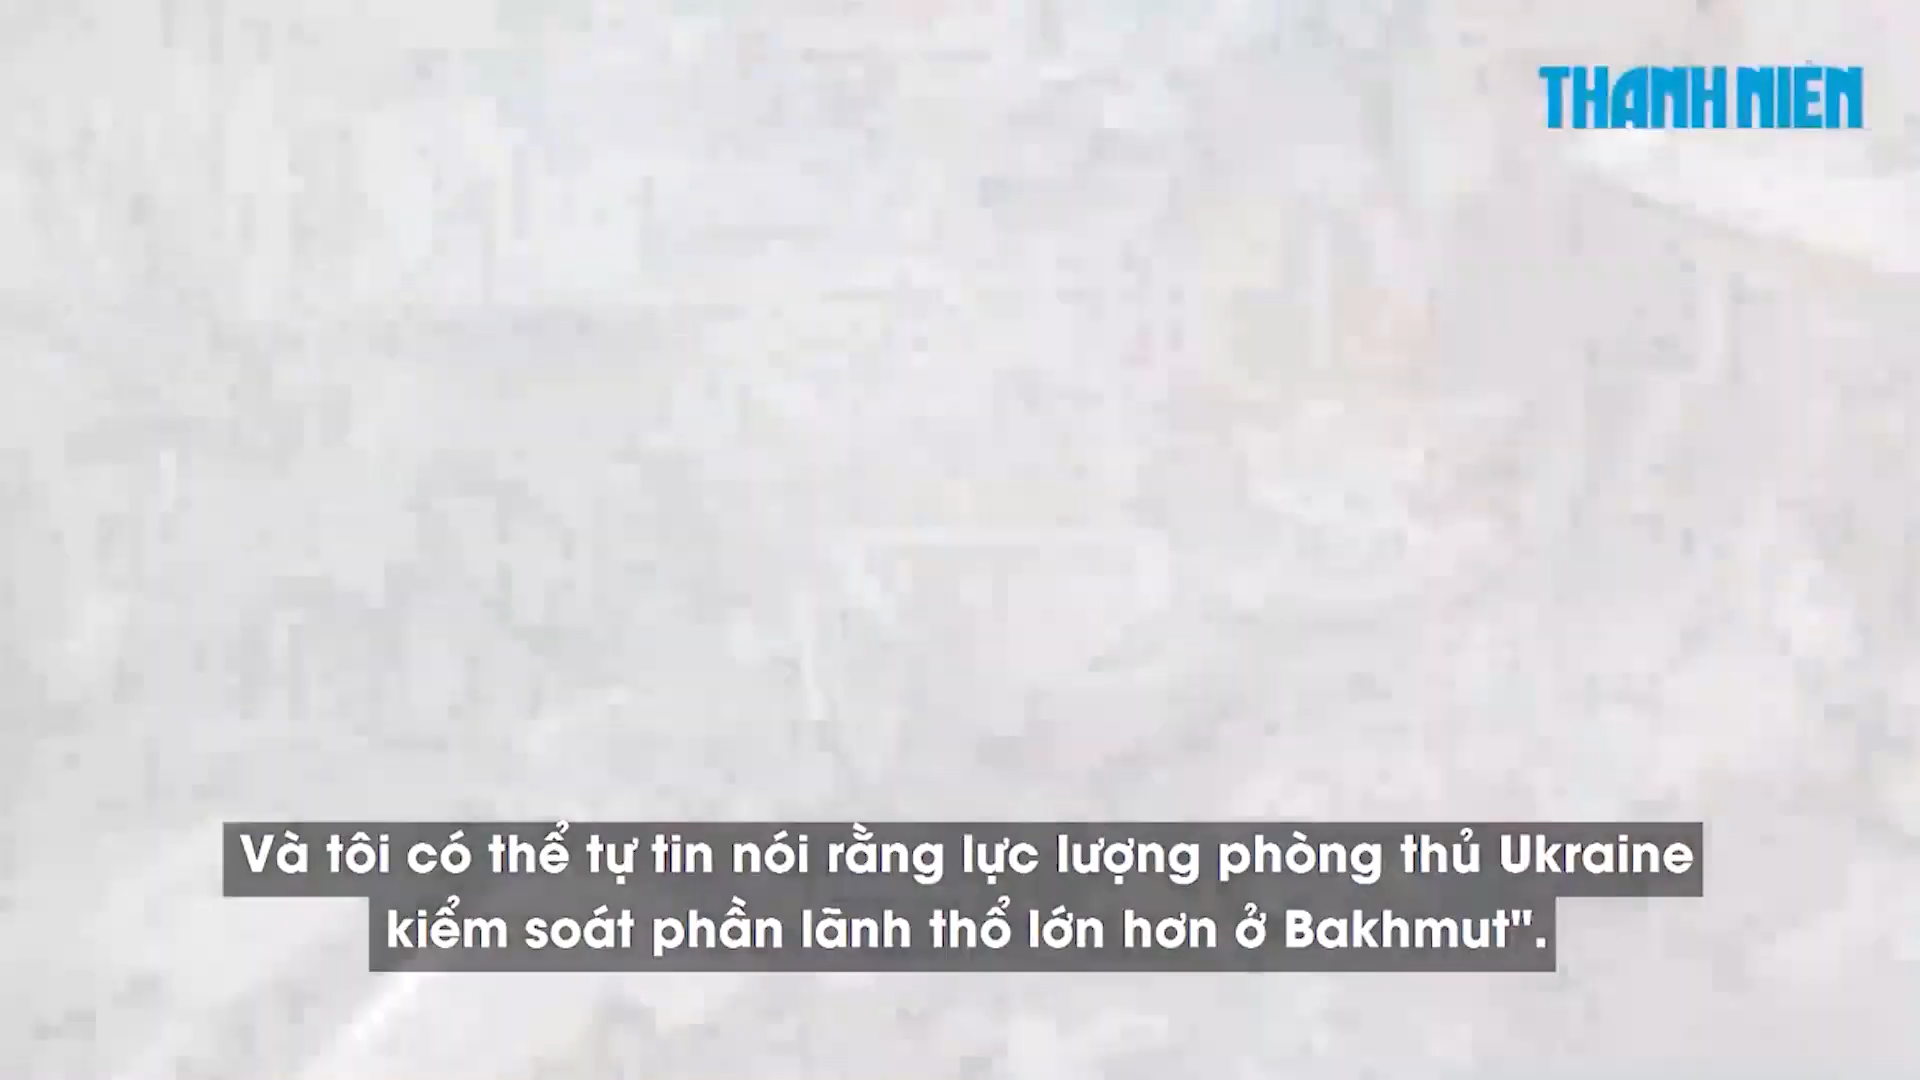 THANH NIÊN
Và tôi có thể tự tin nói rằng lực lượng phòng thủ Ukraine
kiểm soát phần lãnh thổ lớn hơn ở Bakhmut".